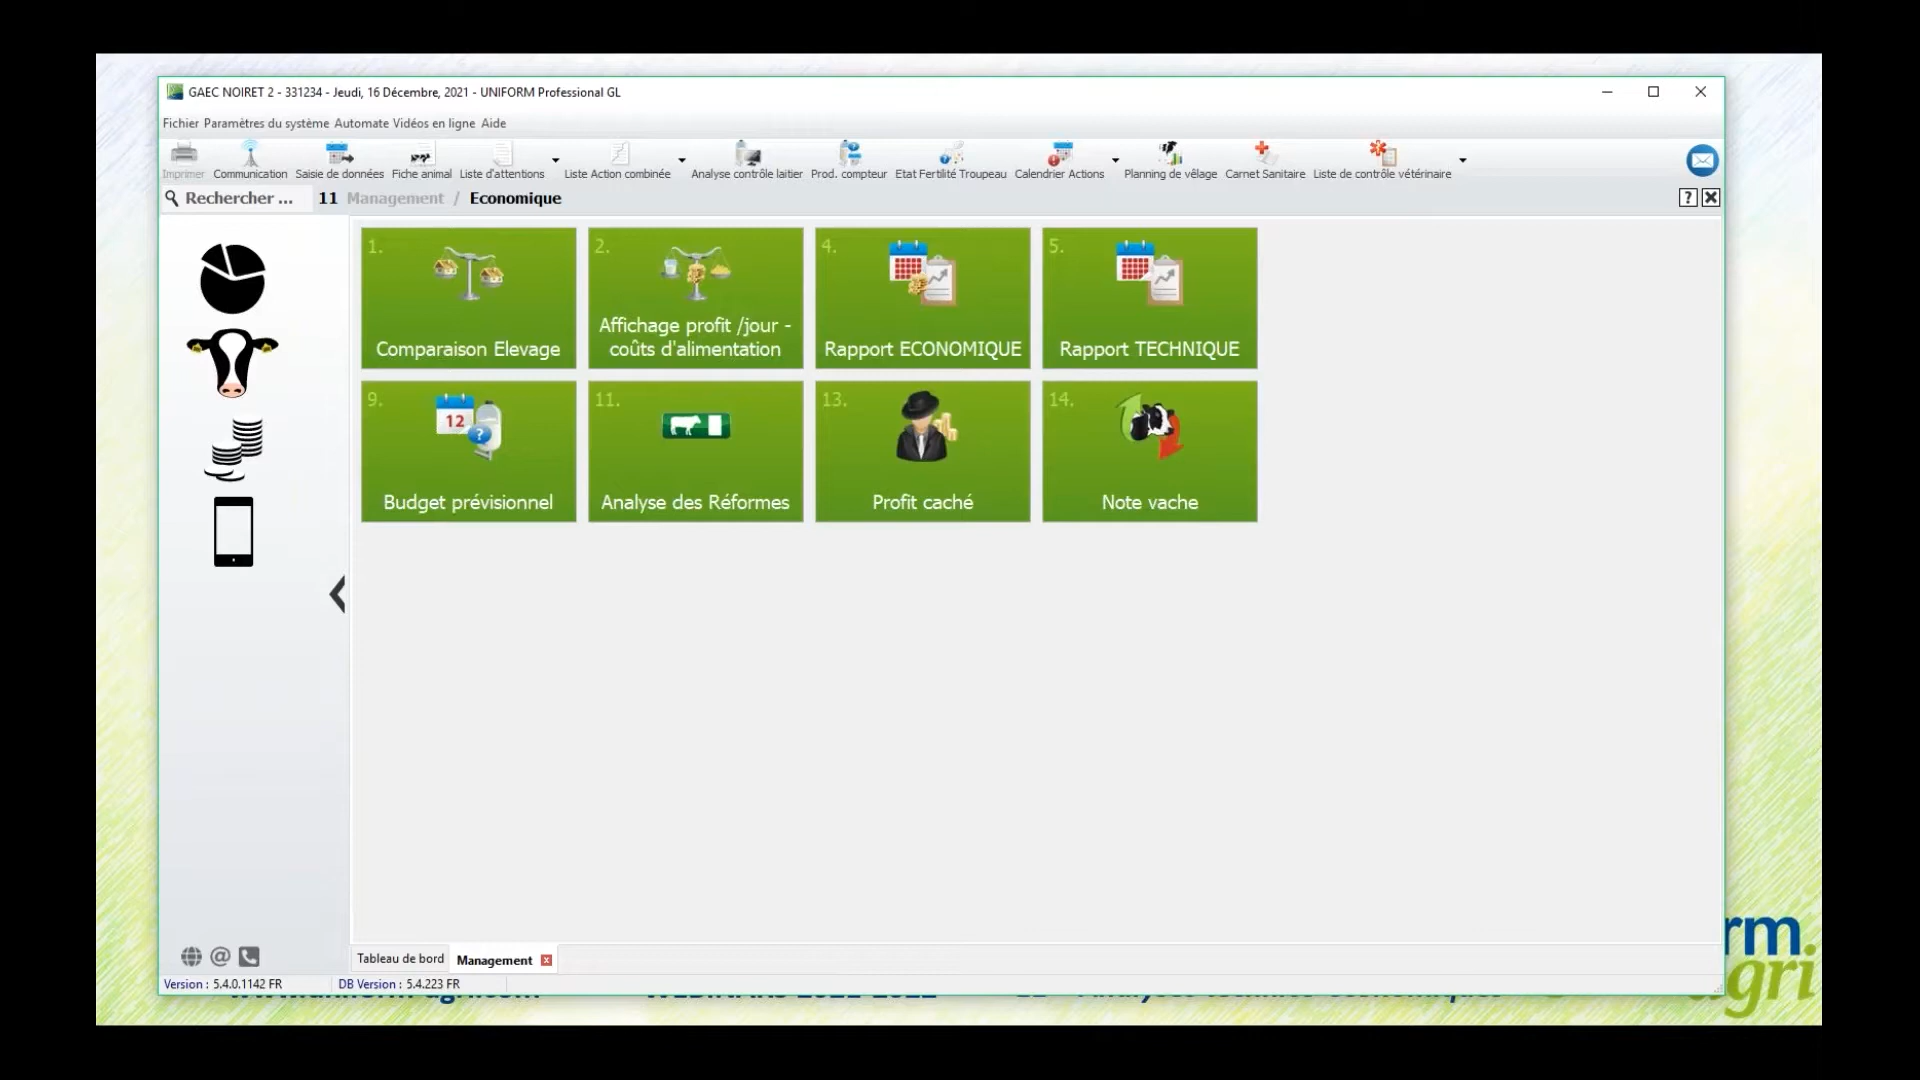 GAEC NOIRET 2 - 331234 - Jeudi, 16 Décembre, 2021 - UNIFORM Professional GL
Fichier Paramètres du système Automate Vidéos en ligne Aide
Imprimer Communication Saisie de données Fiche animal Liste d'attentions Liste Action combinée Analyse contrôle laitier Prod. compteur Etat Fertilité Troupeau Calendrier Actions Planning de vêlage Carnet Sanitaire Liste de contrôle vétérinaire
Rechercher ... 11 Management / Economique ?
1.
Comparaison Elevage
2.
Affichage profit /jour -
coûts d'alimentation
4.
Rapport ECONOMIQUE
5.
Rapport TECHNIQUE
9.
12
?
Budget prévisionnel
11.
Analyse des Réformes
13.
Profit caché
14.
Note vache
@
Tableau de bord Management
Version : 5.4.0.1142 FR DB Version : 5.4.223 FR
rm.
agri